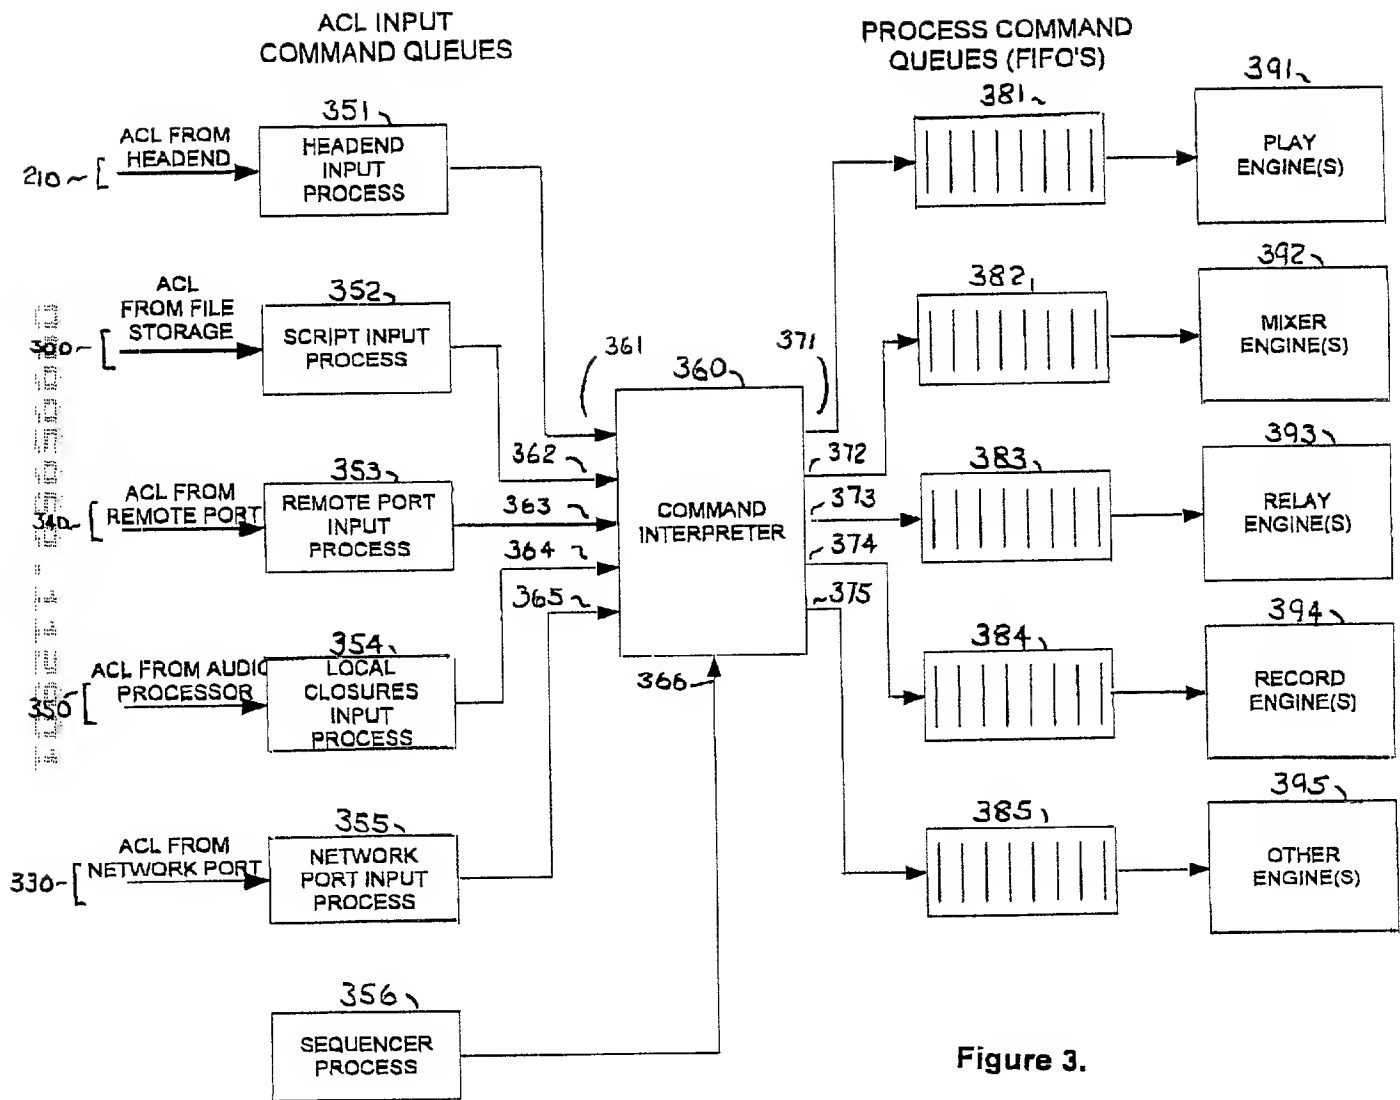 ACL INPUT
COMMAND QUEUES
PROCESS COMMAND
QUEUES (FIFO'S)
351
381
391
ACL FROM
HEADEND
HEADEND
INPUT
PROCESS
PLAY
ENGINE(S)
210
352
382
392
ACL
FROM FILE
STORAGE
SCRIPT INPUT
PROCESS
MIXER
ENGINE(S)
300
361
360
371
353
362
372
383
393
ACL FROM
REMOTE PORT
REMOTE PORT
INPUT
PROCESS
363
COMMAND
INTERPRETER
373
RELAY
ENGINE(S)
340
364
374
365
375
354
384
394
ACL FROM AUDIO
PROCESSOR
LOCAL
CLOSURES
INPUT
PROCESS
366
RECORD
ENGINE(S)
350
355
385
395
ACL FROM
NETWORK PORT
NETWORK
PORT INPUT
PROCESS
OTHER
ENGINE(S)
330
356
SEQUENCER
PROCESS
Figure 3.